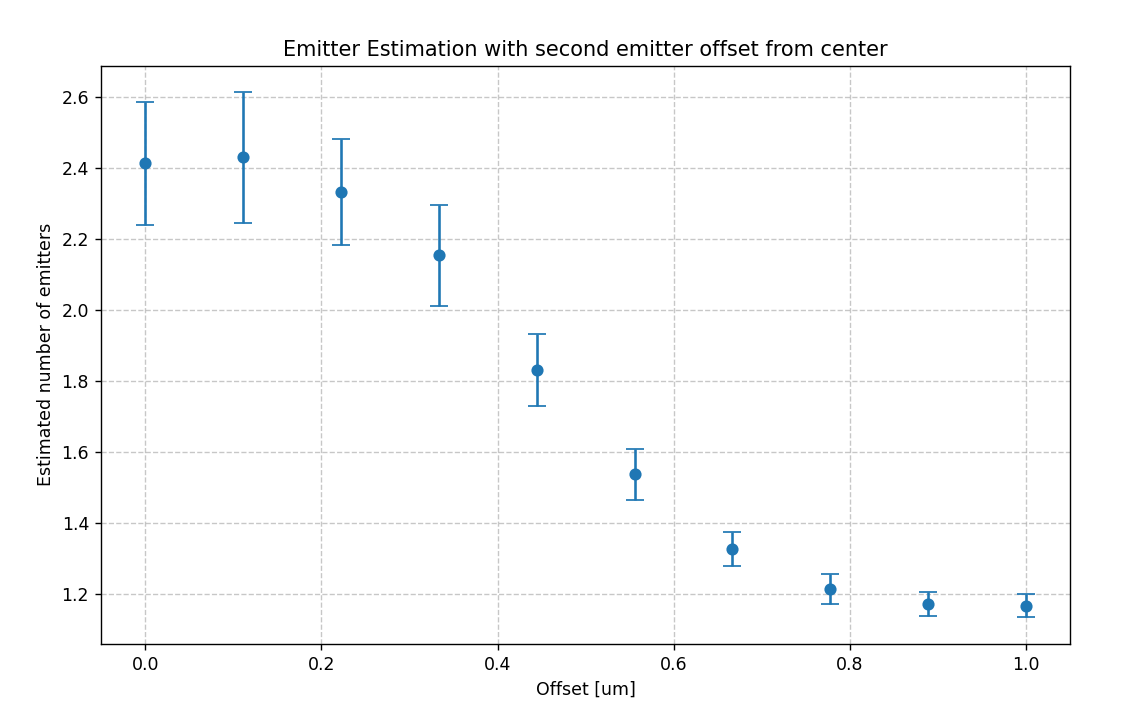 Emitter Estimation with second emitter offset from center
Estimated number of emitters
2.6
2.4
2.2
2.0
1.8
1.6
1.4
1.2
0.0 0.2 0.4 0.6 0.8 1.0
Offset [um]